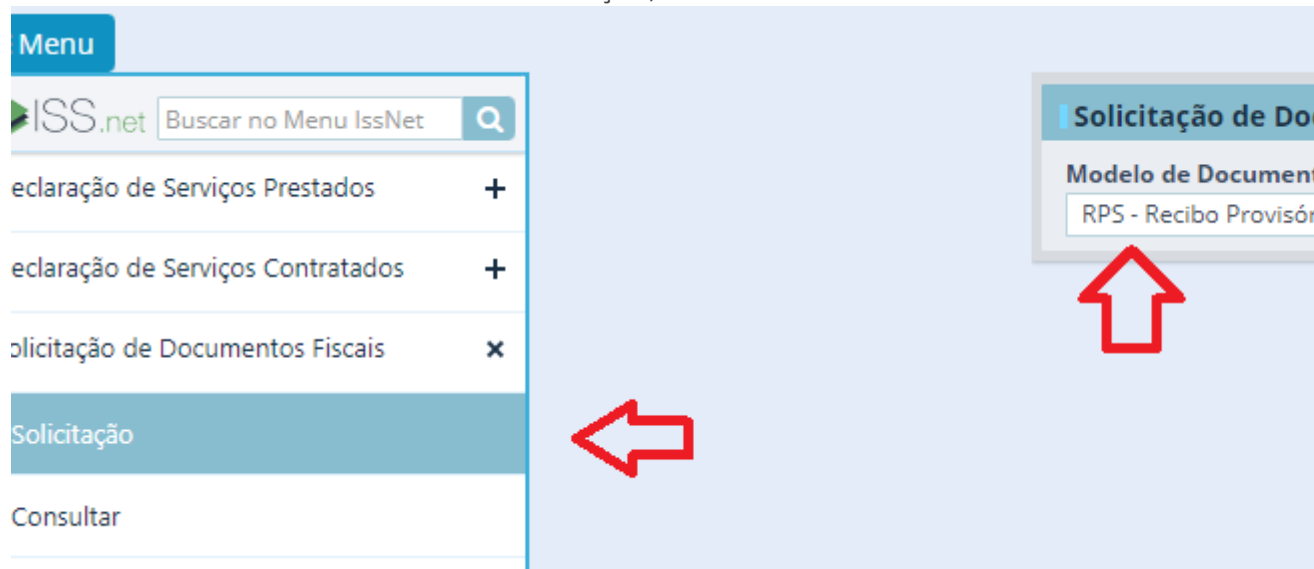 Menu
ISS.net Buscar no Menu IssNet
eclaração de Serviços Prestados
eclaração de Serviços Contratados
olicitação de Documentos Fiscais
Solicitação
Consultar
Solicitação de Do
Modelo de Document
RPS - Recibo Provisór